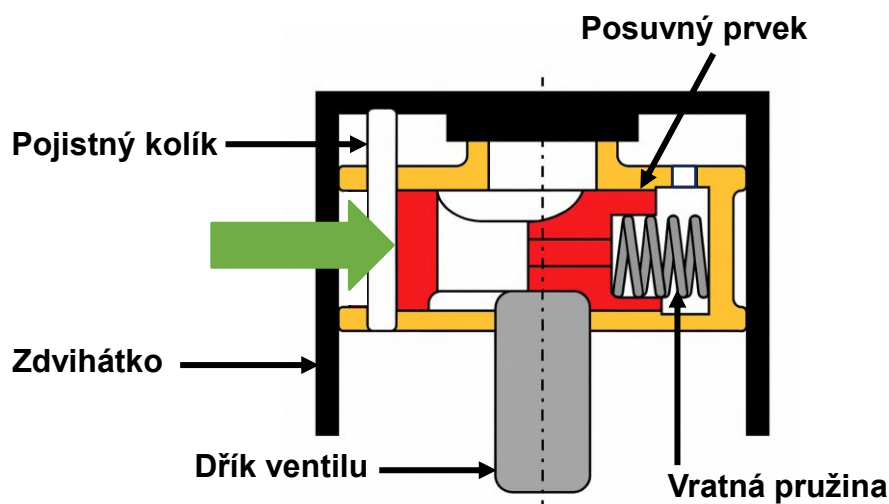 Posuvný prvek
Pojistný kolík
Zdvihátko
Dřík ventilu
Vratná pružina